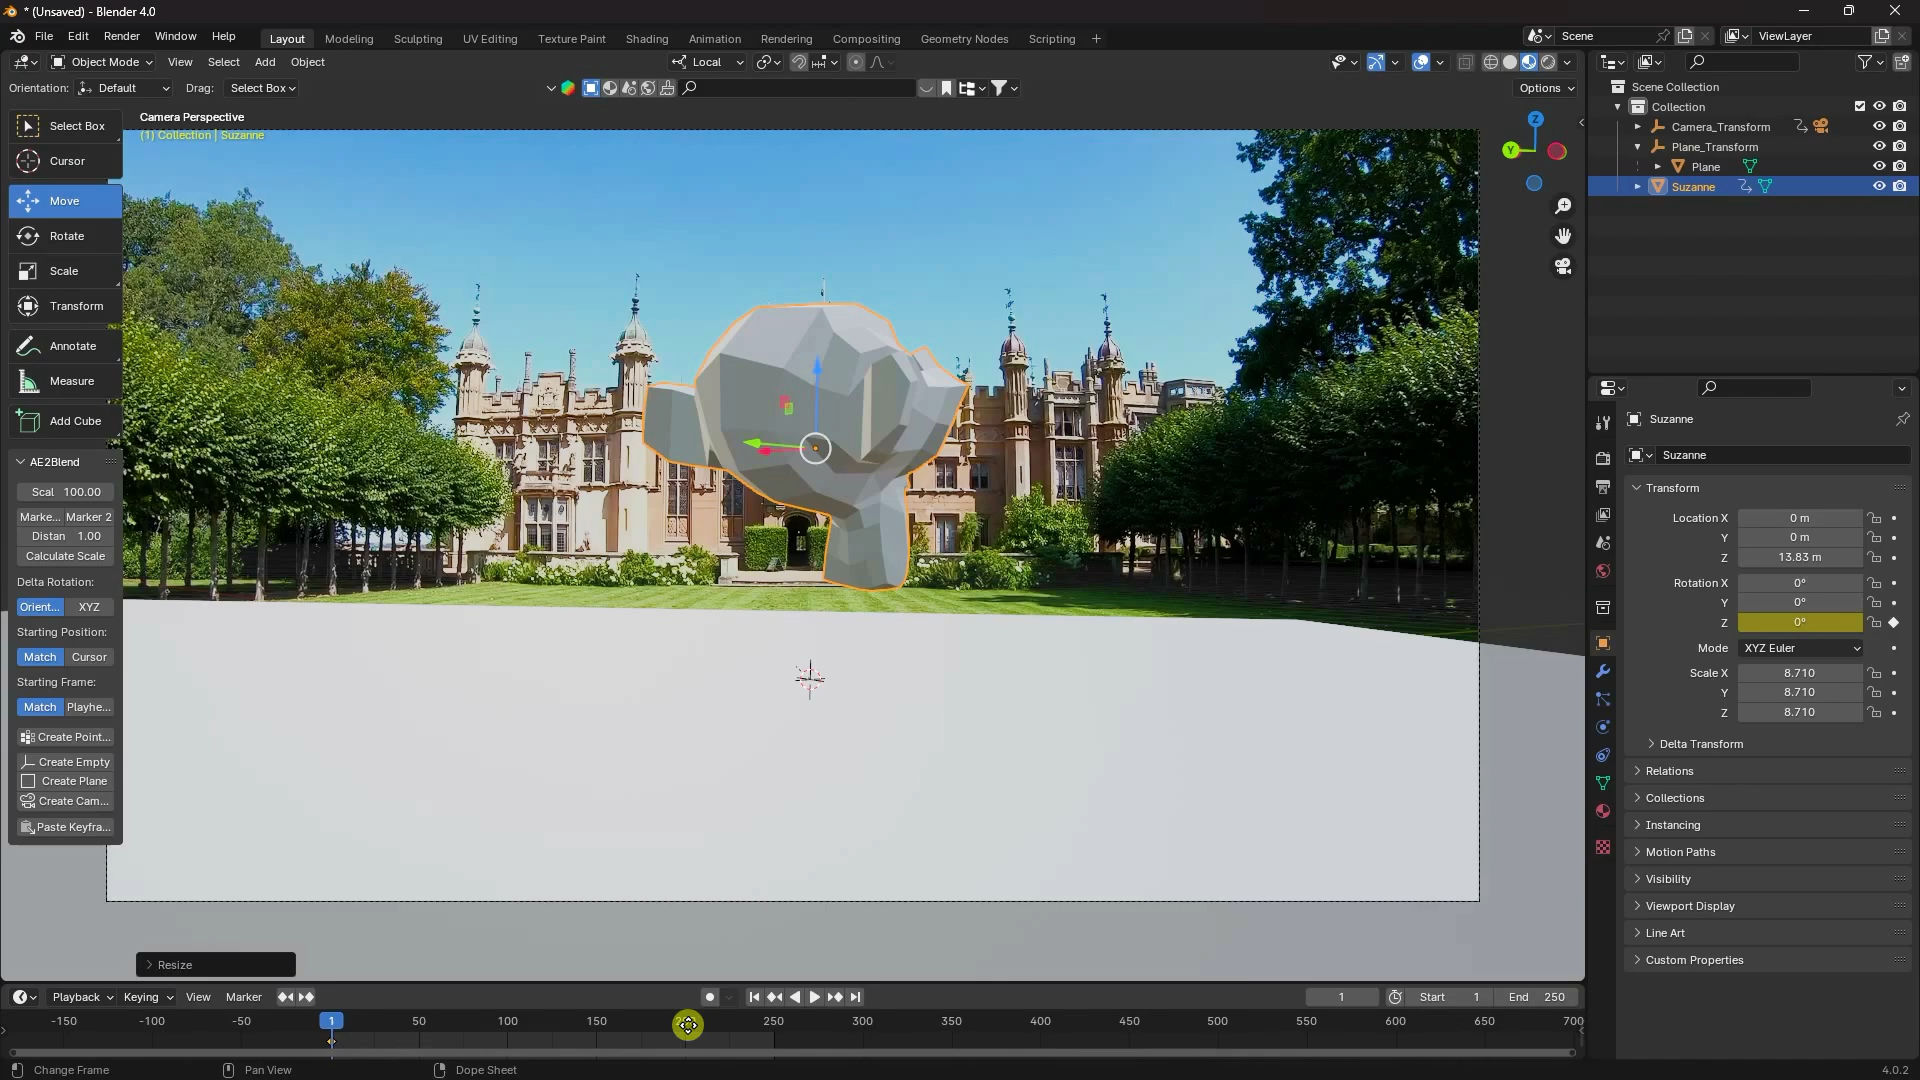 * (Unsaved) - Blender 4.0
File Edit Render Window Help
Layout Modeling Sculpting UV Editing Texture Paint Shading Animation Rendering Compositing Geometry Nodes Scripting +
Scene
ViewLayer
Object Mode View Select Add Object
Local
Orientation: Default Drag: Select Box
Options
Select Box
Cursor
Move
Rotate
Scale
Transform
Annotate
Measure
Add Cube
AE2Blend
Scal 100.00
Marke... Marker 2
Distan 1.00
Calculate Scale
Delta Rotation:
Orient... XYZ
Starting Position:
Match Cursor
Starting Frame:
Match Playhe...
Create Point...
Create Empty
Create Plane
Create Cam...
Paste Keyfra...
Camera Perspective
(1) Collection | Suzanne
Z
Y
Resize
Scene Collection
Collection
Camera_Transform
Plane_Transform
Plane
Suzanne
Suzanne
Suzanne
Transform
Location X 0 m
Y 0 m
Z 13.83 m
Rotation X 0°
Y 0°
Z 0°
Mode XYZ Euler
Scale X 8.710
Y 8.710
Z 8.710
Delta Transform
Relations
Collections
Instancing
Motion Paths
Visibility
Viewport Display
Line Art
Custom Properties
Playback Keying View Marker
1 Start 1 End 250
-150 -100 -50 1 50 100 150 250 300 350 400 450 500 550 600 650 700
Change Frame Pan View Dope Sheet
4.0.2